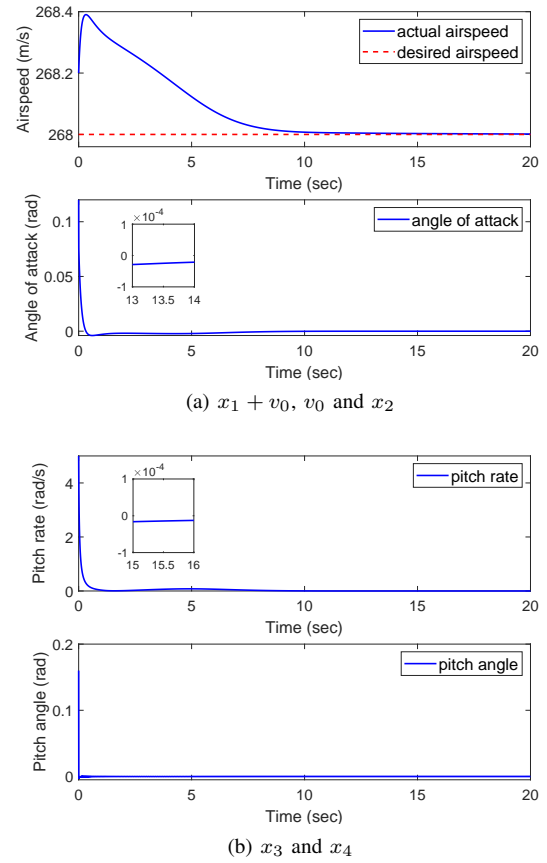 268.4
268.2
268
Airspeed (m/s)
actual airspeed
desired airspeed
0 5 10 15 20
Time (sec)
0.1
0.05
0
Angle of attack (rad)
angle of attack
×10⁻⁴
1
0
-1
13 13.5 14
0 5 10 15 20
Time (sec)
(a) x₁ + v₀, v₀ and x₂
4
2
0
Pitch rate (rad/s)
pitch rate
×10⁻⁴
1
0
-1
15 15.5 16
0 5 10 15 20
Time (sec)
0.2
0.1
0
Pitch angle (rad)
pitch angle
0 5 10 15 20
Time (sec)
(b) x₃ and x₄